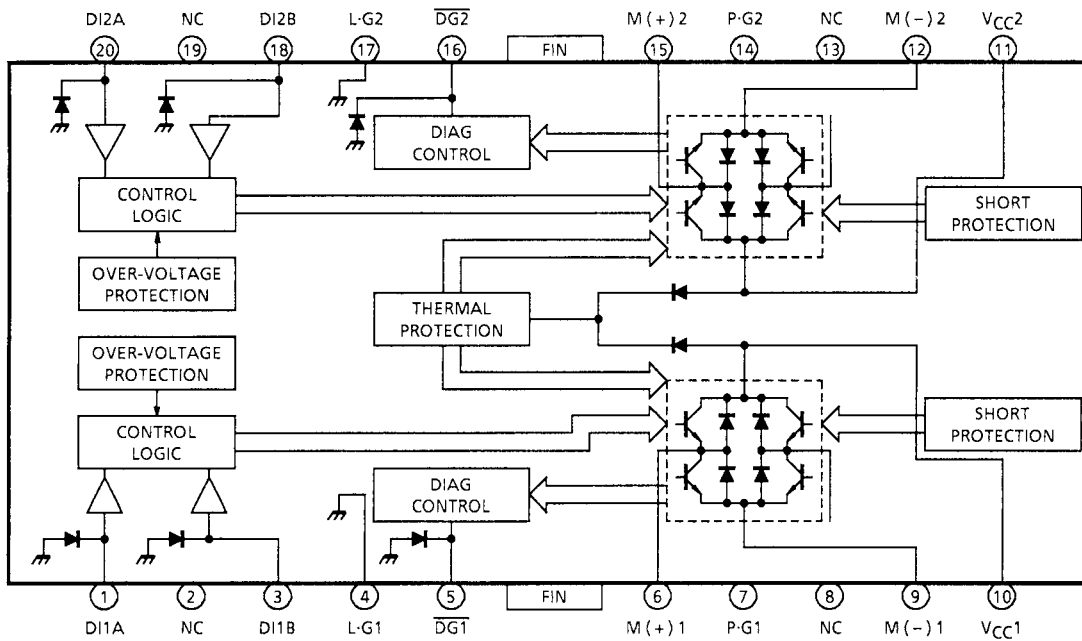 DI2A NC DI2B L·G2 DG2 M(+)2 P·G2 NC M(−)2 VCC2
20 19 18 17 16 FIN 15 14 13 12 11
DIAG
CONTROL
CONTROL
LOGIC
SHORT
PROTECTION
OVER-VOLTAGE
PROTECTION
THERMAL
PROTECTION
OVER-VOLTAGE
PROTECTION
CONTROL
LOGIC
SHORT
PROTECTION
DIAG
CONTROL
1 2 3 4 5 FIN 6 7 8 9 10
DI1A NC DI1B L·G1 DG1 M(+)1 P·G1 NC M(−)1 VCC1